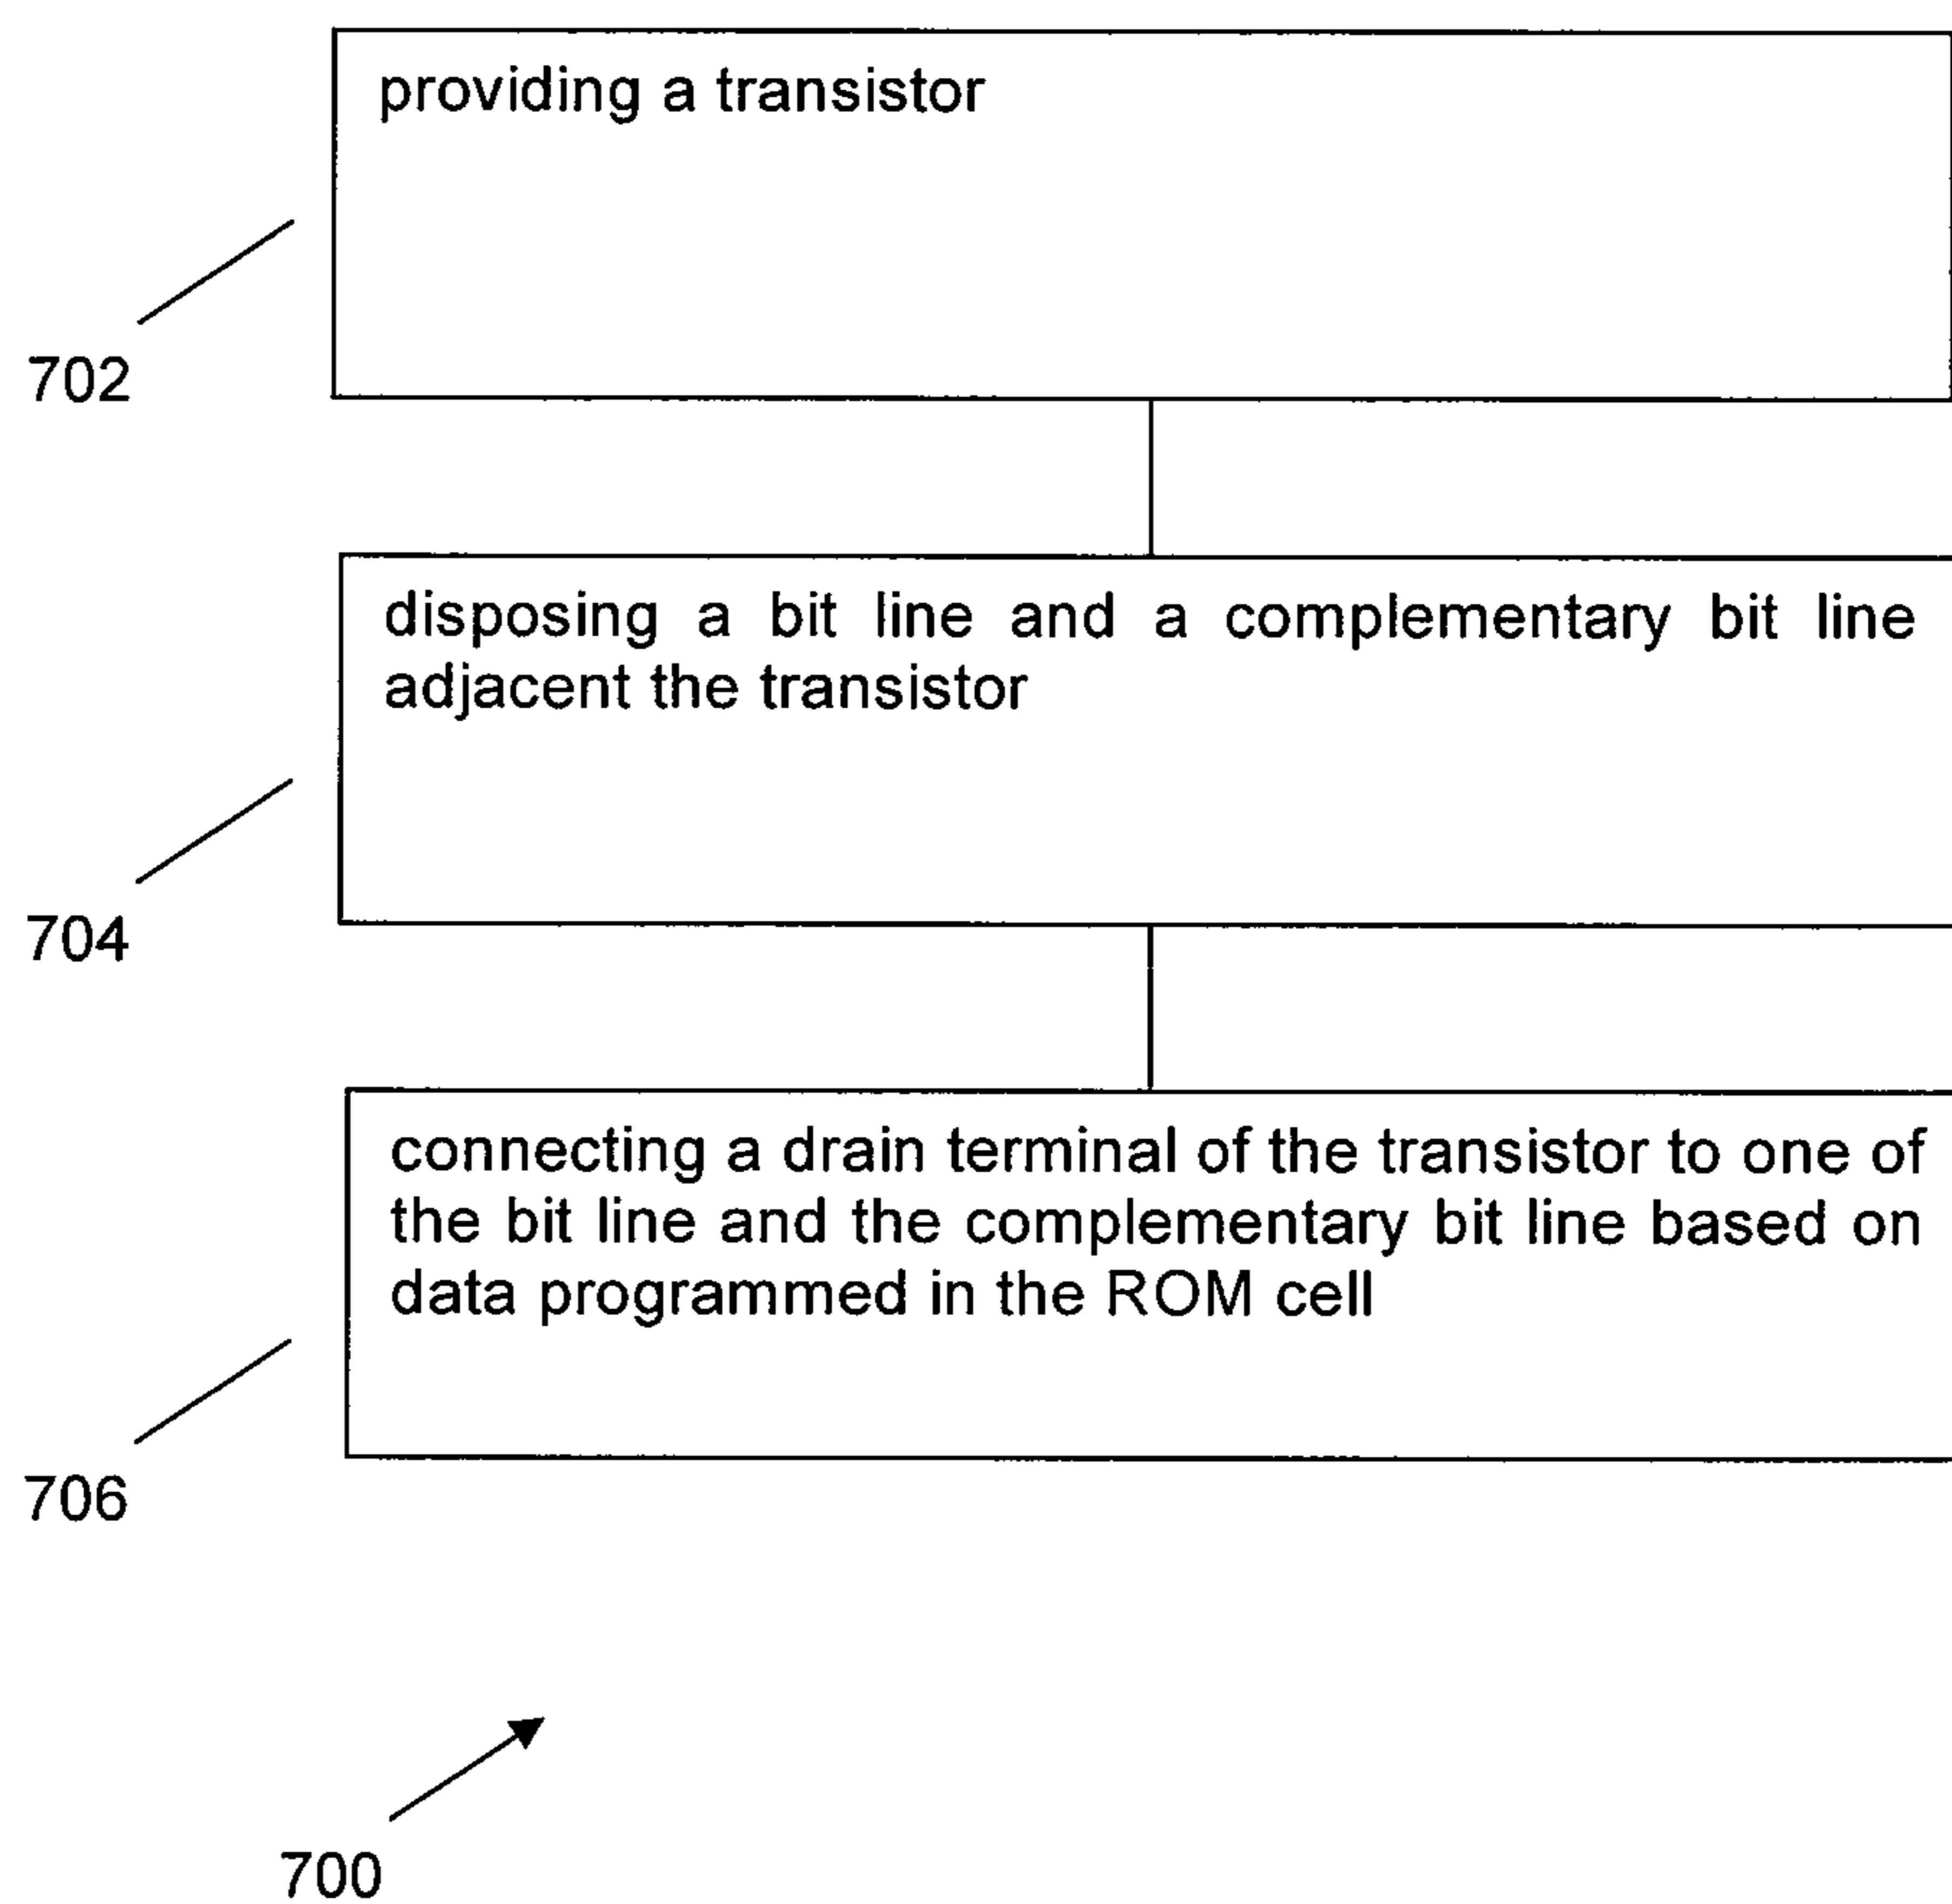 providing a transistor
702
disposing a bit line and a complementary bit line
adjacent the transistor
704
connecting a drain terminal of the transistor to one of
the bit line and the complementary bit line based on
data programmed in the ROM cell
706
700